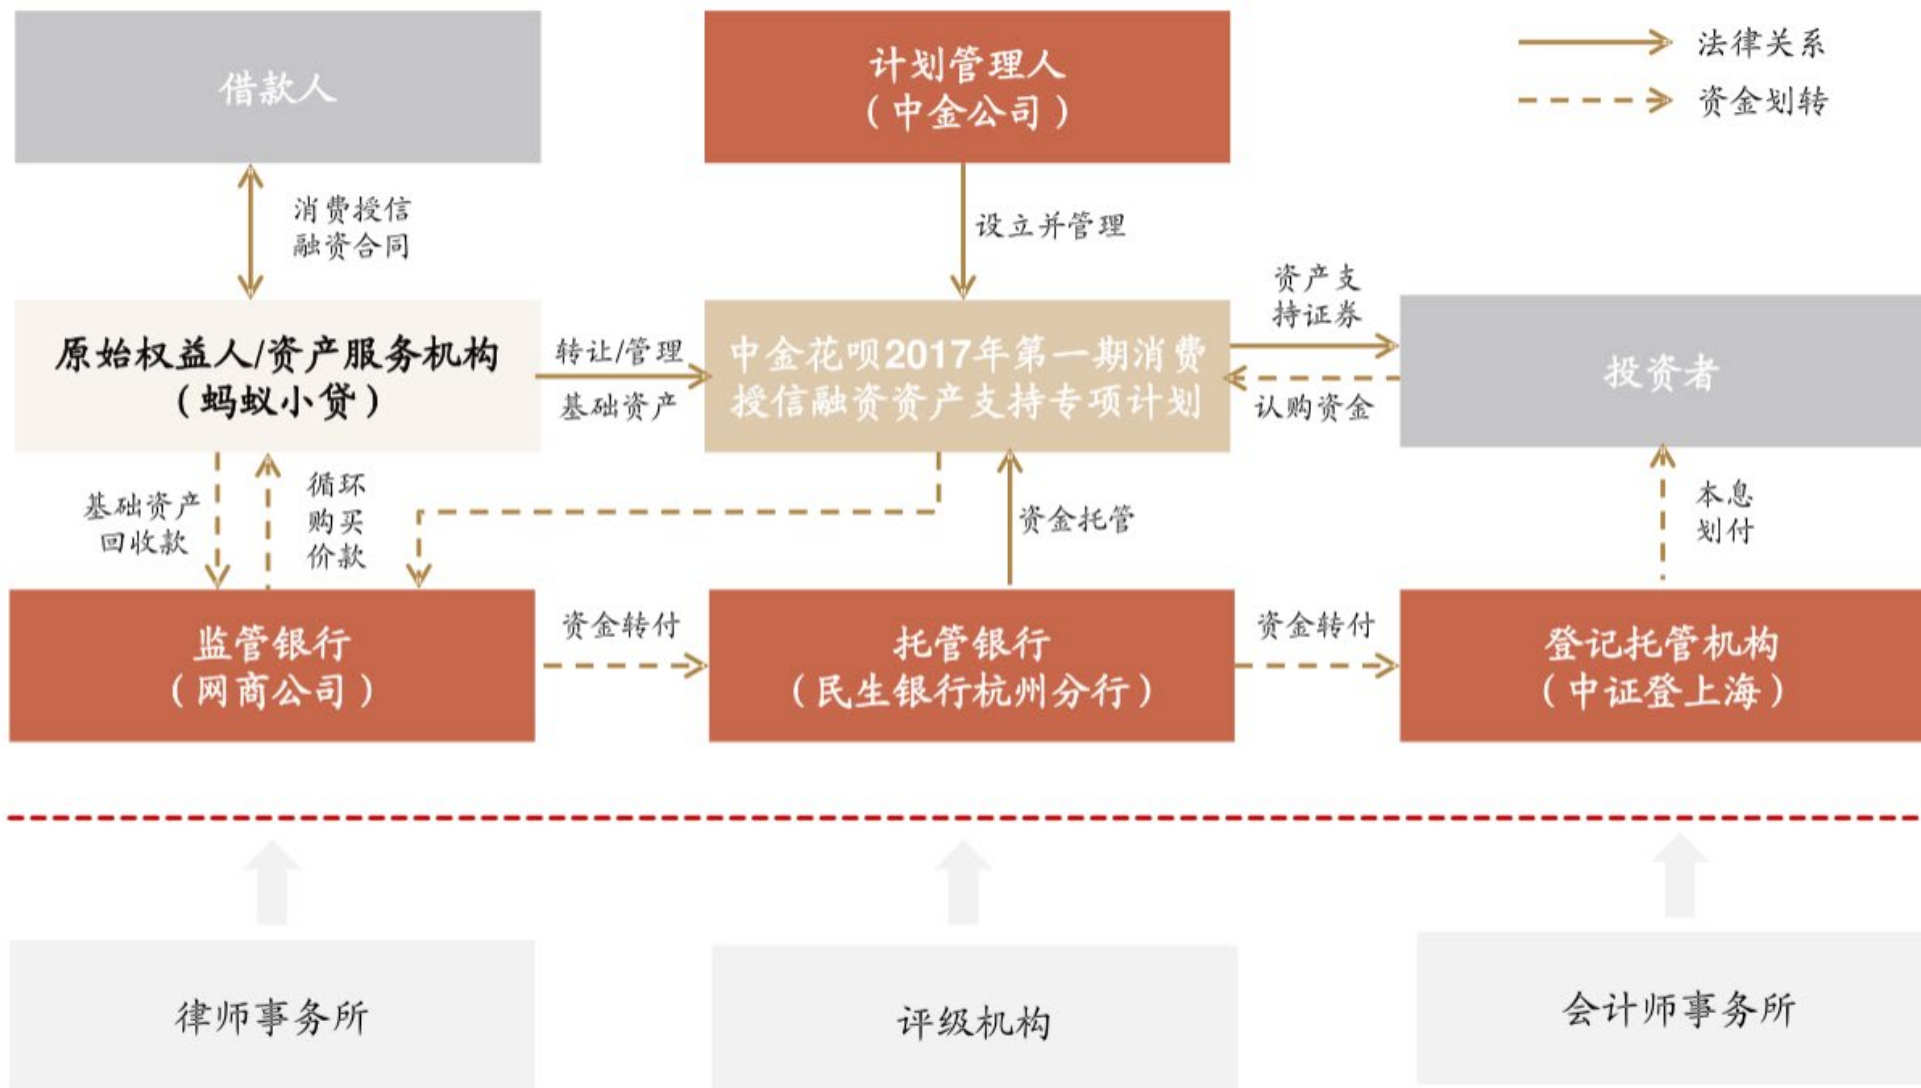 借款人
计划管理人
（中金公司）
法律关系
资金划转
消费授信
融资合同
设立并管理
原始权益人/资产服务机构
（蚂蚁小贷）
转让/管理
基础资产
中金花呗2017年第一期消费
授信融资资产支持专项计划
资产支
持证券
认购资金
投资者
基础资产
回收款
循环
购买
价款
资金托管
本息
划付
监管银行
（网商公司）
资金转付
托管银行
（民生银行杭州分行）
资金转付
登记托管机构
（中证登上海）
律师事务所
评级机构
会计师事务所